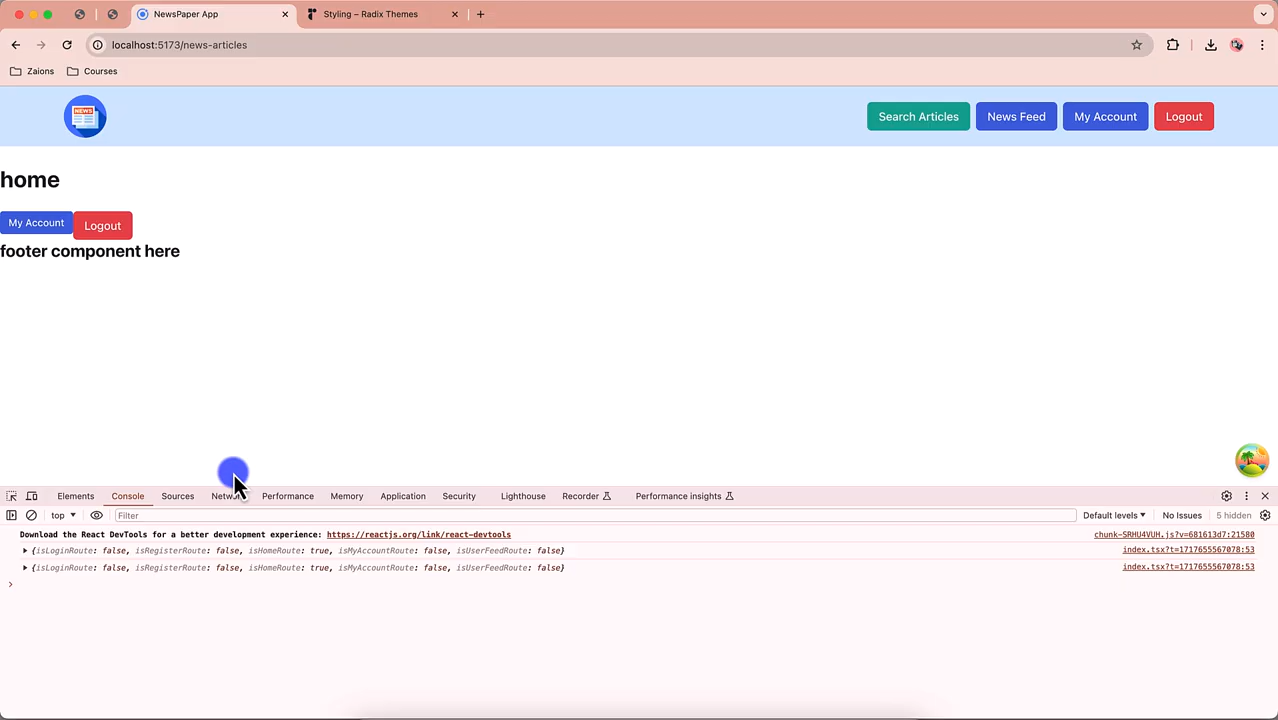 NewsPaper App
Styling – Radix Themes
localhost:5173/news-articles
Zaions
Courses
NEWS
Search Articles
News Feed
My Account
Logout
home
My Account
Logout
footer component here
Elements
Console
Sources
Network
Performance
Memory
Application
Security
Lighthouse
Recorder
Performance insights
top
Filter
Default levels
No Issues
5 hidden
Download the React DevTools for a better development experience: https://reactjs.org/link/react-devtools
chunk-SRHU4VUH.js?v=681613d7:21580
{isLoginRoute: false, isRegisterRoute: false, isHomeRoute: true, isMyAccountRoute: false, isUserFeedRoute: false}
index.tsx?t=1717655567078:53
{isLoginRoute: false, isRegisterRoute: false, isHomeRoute: true, isMyAccountRoute: false, isUserFeedRoute: false}
index.tsx?t=1717655567078:53